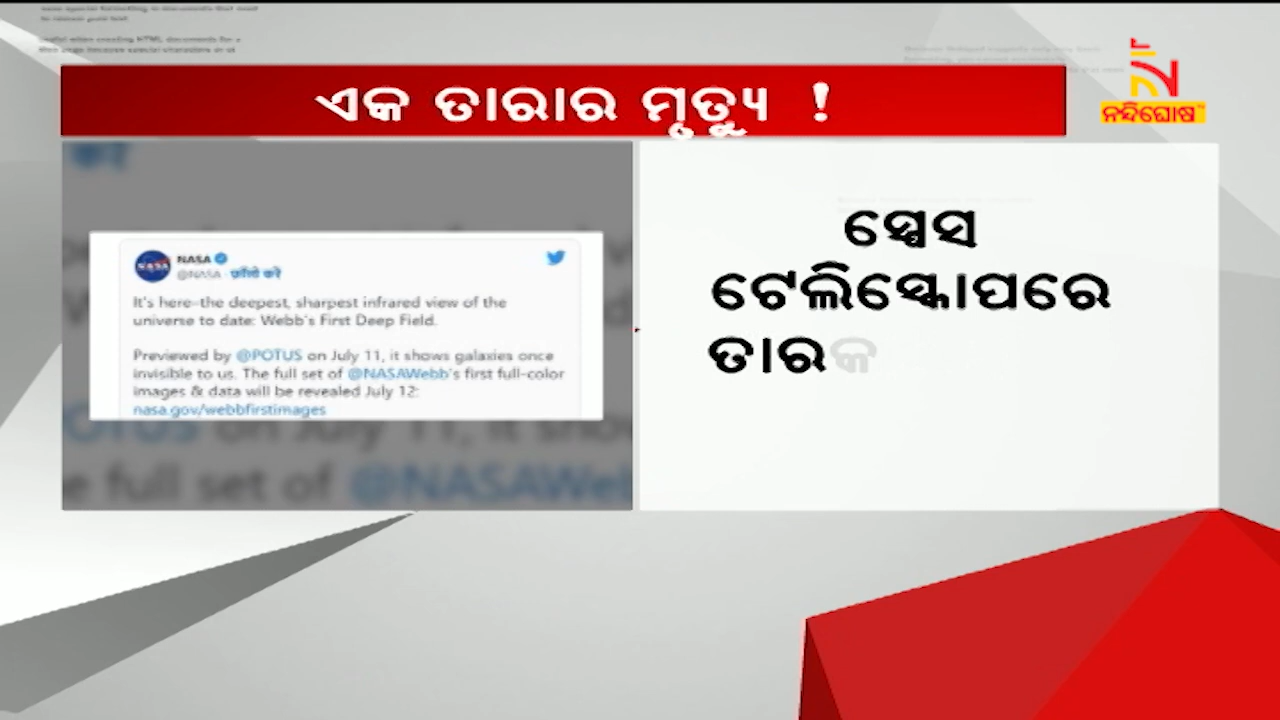 ଏକ ତାରାର ମୃତ୍ୟୁ !
ନନ୍ଦିଘୋଷ
NASA
@NASA · फ़ॉलो करें
It's here–the deepest, sharpest infrared view of the
universe to date: Webb's First Deep Field.
Previewed by @POTUS on July 11, it shows galaxies once
invisible to us. The full set of @NASAWebb's first full-color
images & data will be revealed July 12:
nasa.gov/webbfirstimages
ସ୍ପେସ
ଟେଲିସ୍କୋପରେ
ତାରକ